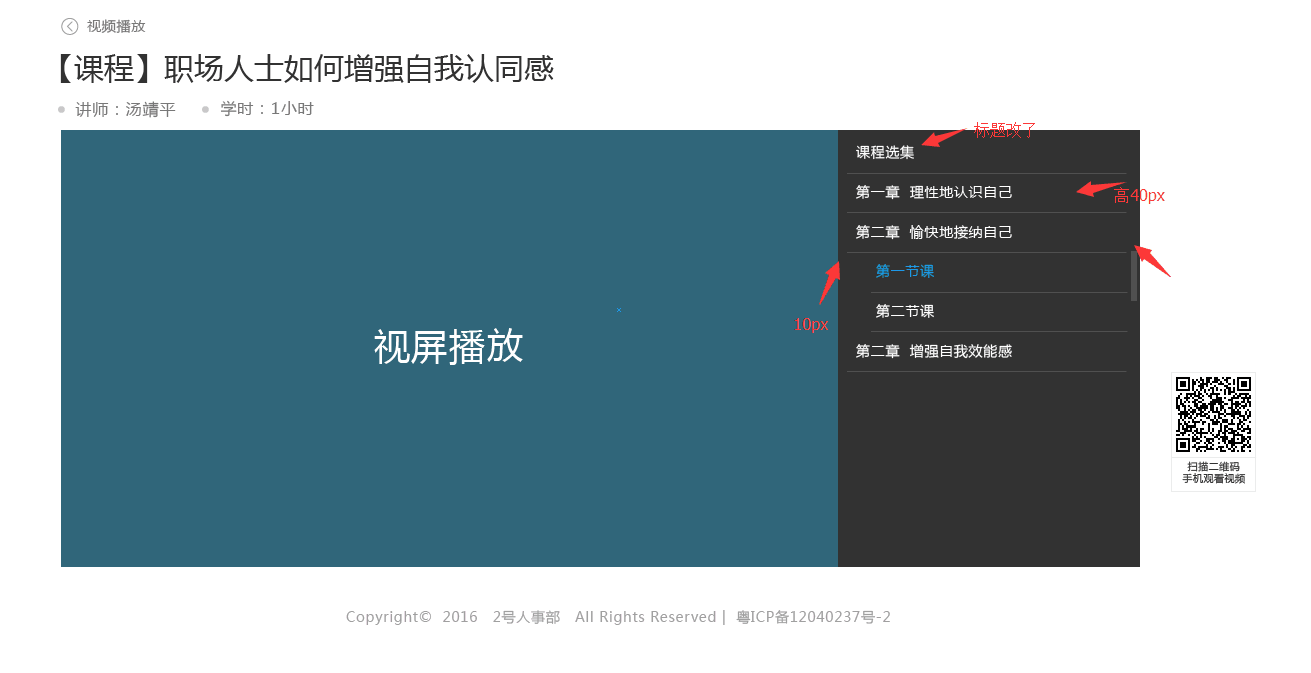 视频播放
【课程】职场人士如何增强自我认同感
讲师：汤靖平 学时：1小时
标题改了
课程选集
第一章 理性地认识自己
高40px
第二章 愉快地接纳自己
第一节课
第二节课
10px
视屏播放
第二章 增强自我效能感
扫描二维码
手机观看视频
Copyright© 2016 2号人事部 All Rights Reserved | 粤ICP备12040237号-2